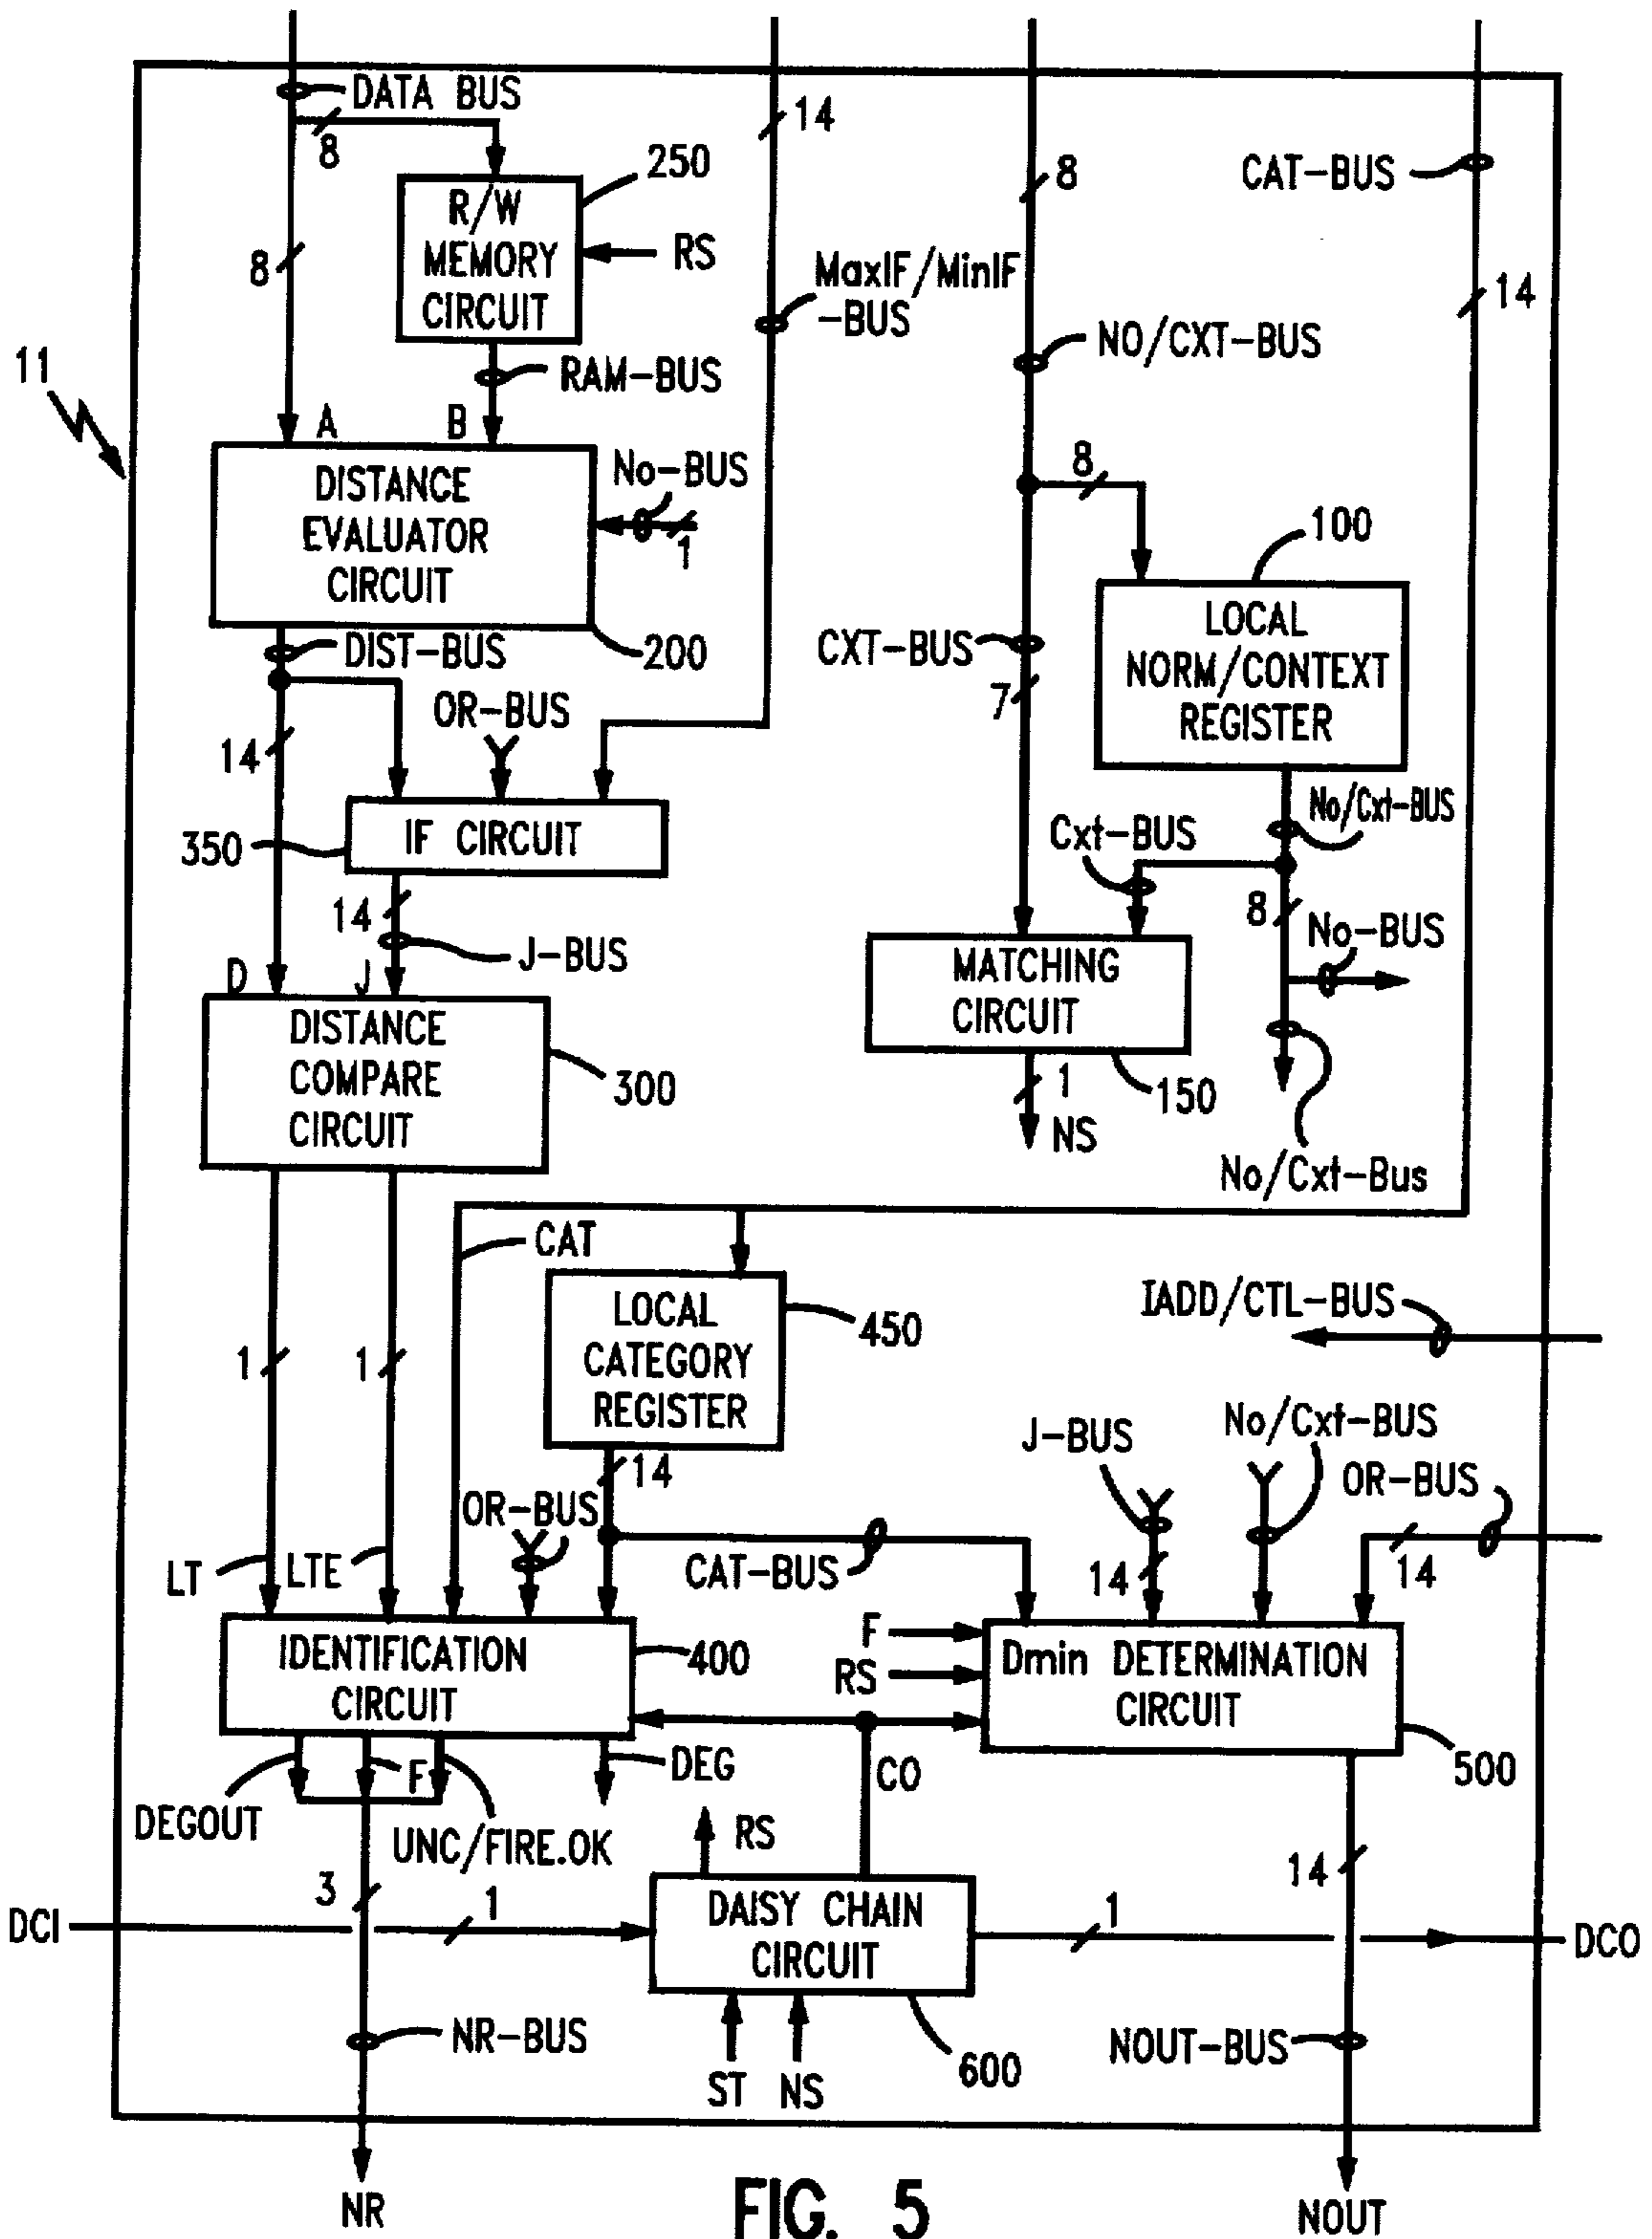 DATA BUS
8
14
8
CAT-BUS
250
R/W
MEMORY
CIRCUIT
RS
8
MaxIF/MinIF
-BUS
14
NO/CXT-BUS
11
RAM-BUS
A
B
No-BUS
1
8
DISTANCE
EVALUATOR
CIRCUIT
200
100
LOCAL
NORM/CONTEXT
REGISTER
DIST-BUS
CXT-BUS
7
OR-BUS
14
IF CIRCUIT
350
No/Cxt-BUS
Cxt-BUS
14
J-BUS
8
No-BUS
D
J
MATCHING
CIRCUIT
DISTANCE
COMPARE
CIRCUIT
300
1
150
NS
No/Cxt-Bus
CAT
LOCAL
CATEGORY
REGISTER
450
IADD/CTL-BUS
1
1
14
J-BUS
No/Cxt-BUS
OR-BUS
OR-BUS
LT
LTE
CAT-BUS
14
14
IDENTIFICATION
CIRCUIT
400
F
RS
Dmin DETERMINATION
CIRCUIT
500
DEGOUT
F
UNC/FIRE.OK
DEG
CO
RS
3
14
DCI
1
DAISY CHAIN
CIRCUIT
1
DCO
NR-BUS
ST
NS
600
NOUT-BUS
NR
NOUT
FIG. 5